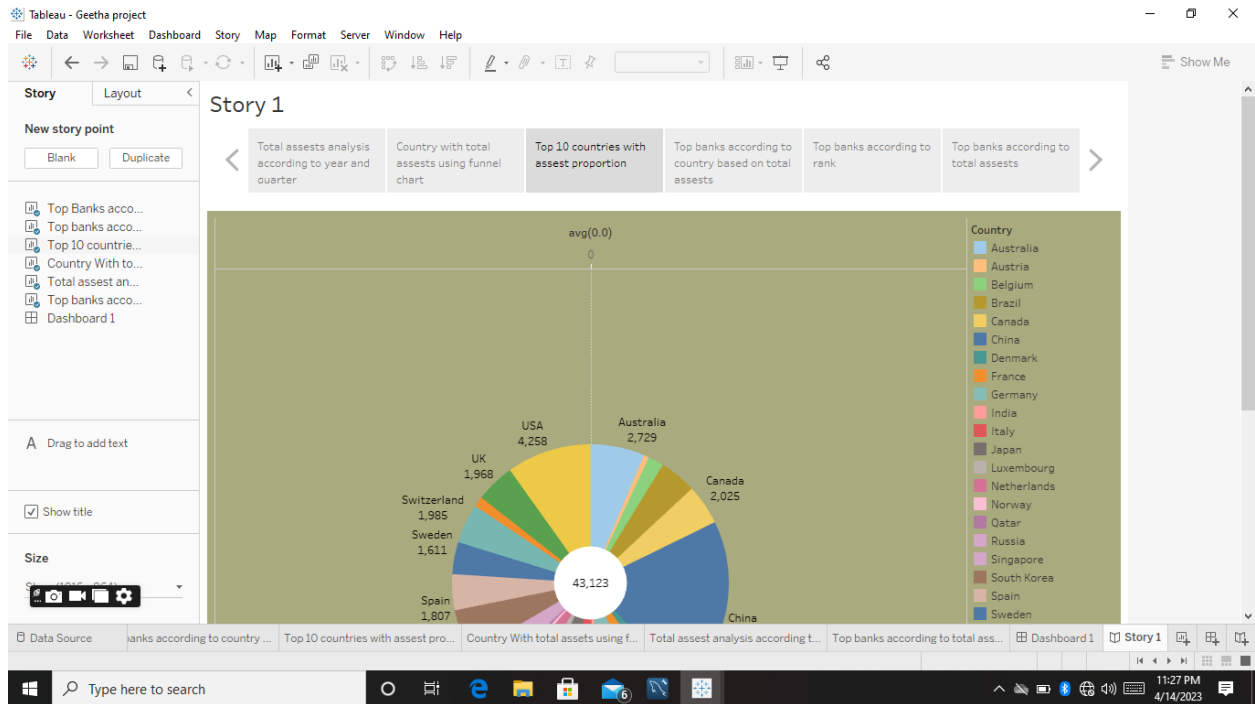 Tableau - Geetha project
File Data Worksheet Dashboard Story Map Format Server Window Help
Show Me
Story Layout
New story point
Blank Duplicate
Top Banks acco...
Top banks acco...
Top 10 countrie...
Country With to...
Total assest an...
Top banks acco...
Dashboard 1
A Drag to add text
Show title
Size
Story 1
Total assests analysis
according to year and
quarter
Country with total
assests using funnel
chart
Top 10 countries with
assest proportion
Top banks according to
country based on total
assests
Top banks according to
rank
Top banks according to
total assests
avg(0.0)
0
USA
4,258
Australia
2,729
UK
1,968
Canada
2,025
Switzerland
1,985
Sweden
1,611
43,123
Spain
1,807
China
Country
Australia
Austria
Belgium
Brazil
Canada
China
Denmark
France
Germany
India
Italy
Japan
Luxembourg
Netherlands
Norway
Qatar
Russia
Singapore
South Korea
Spain
Sweden
Data Source anks according to country ... Top 10 countries with assest pro... Country With total assets using f... Total assest analysis according t... Top banks according to total ass... Dashboard 1 Story 1
Type here to search
6
11:27 PM
4/14/2023